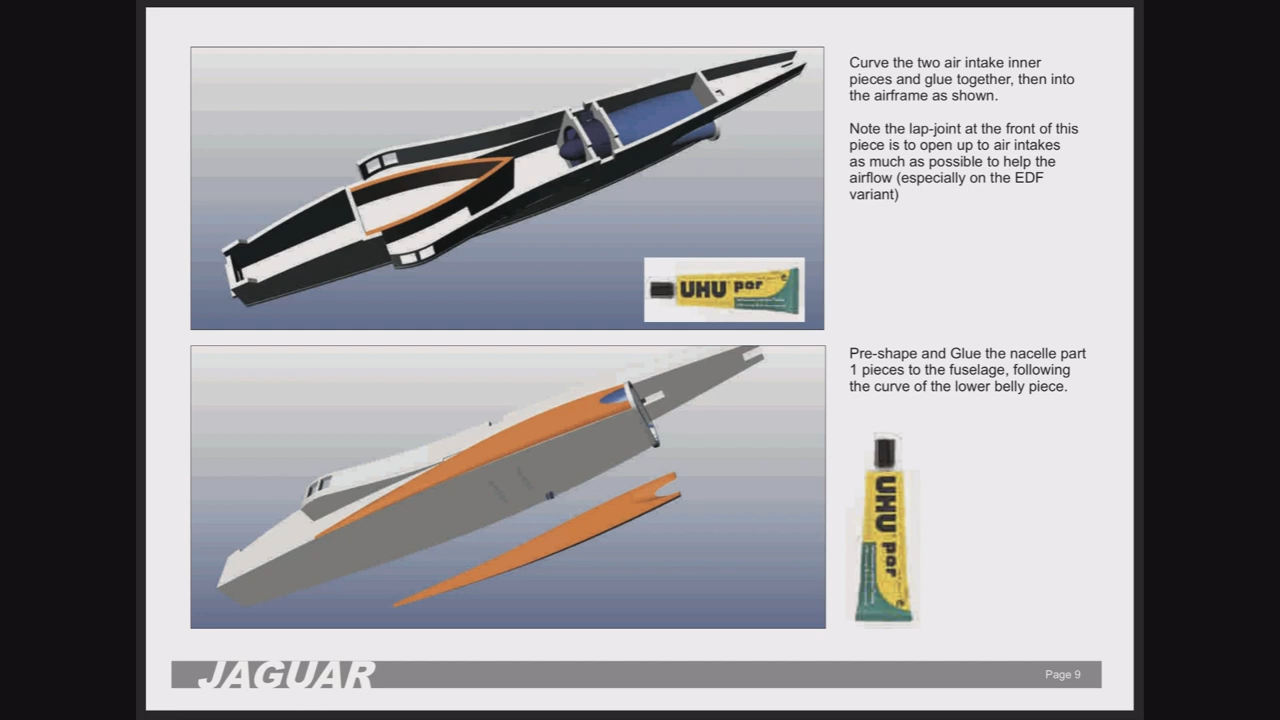 Curve the two air intake inner
pieces and glue together, then into
the airframe as shown.
Note the lap-joint at the front of this
piece is to open up to air intakes
as much as possible to help the
airflow (especially on the EDF
variant)
UHU por
Pre-shape and Glue the nacelle part
1 pieces to the fuselage, following
the curve of the lower belly piece.
UHU por
JAGUAR
Page 9